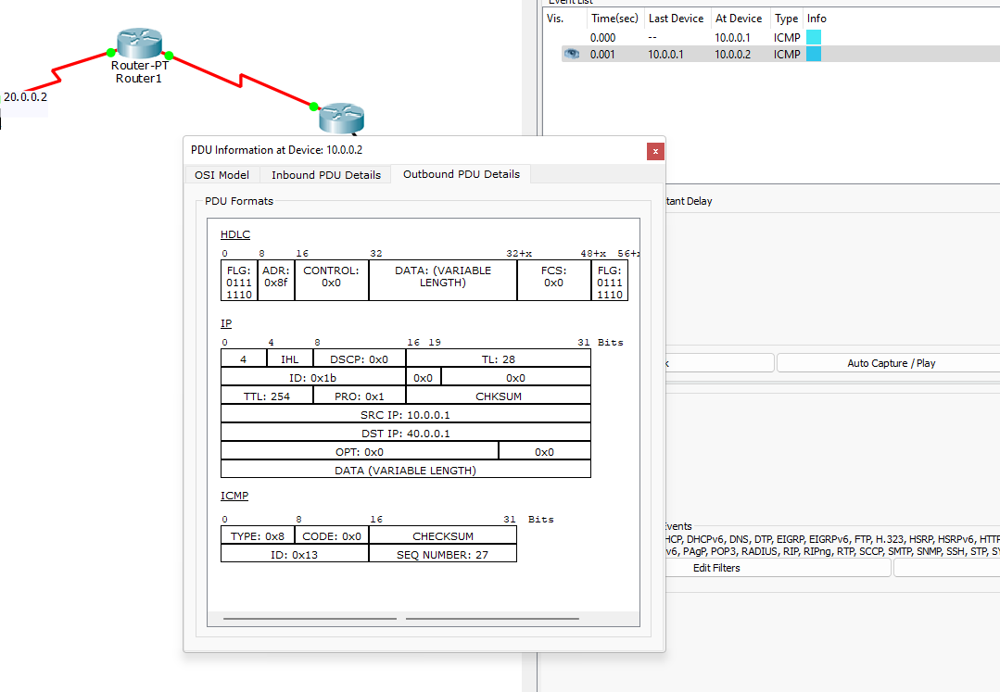 Event List
Vis. Time(sec) Last Device At Device Type Info
0.000 -- 10.0.0.1 ICMP
0.001 10.0.0.1 10.0.0.2 ICMP
Router-PT
Router1
20.0.0.2
PDU Information at Device: 10.0.0.2
x
OSI Model Inbound PDU Details Outbound PDU Details
PDU Formats
HDLC
0 8 16 32 32+x 48+x 56+x
FLG: ADR: CONTROL: DATA: (VARIABLE FCS: FLG:
0111 0x8f 0x0 LENGTH) 0x0 0111
1110 1110
IP
0 4 8 16 19 31 Bits
4 IHL DSCP: 0x0 TL: 28
ID: 0x1b 0x0 0x0
TTL: 254 PRO: 0x1 CHKSUM
SRC IP: 10.0.0.1
DST IP: 40.0.0.1
OPT: 0x0 0x0
DATA (VARIABLE LENGTH)
ICMP
0 8 16 31 Bits
TYPE: 0x8 CODE: 0x0 CHECKSUM
ID: 0x13 SEQ NUMBER: 27
tant Delay
k Auto Capture / Play
Events
HCP, DHCPv6, DNS, DTP, EIGRP, EIGRPv6, FTP, H.323, HSRP, HSRPv6, HTTP
v6, PAgP, POP3, RADIUS, RIP, RIPng, RTP, SCCP, SMTP, SNMP, SSH, STP, SY
Edit Filters